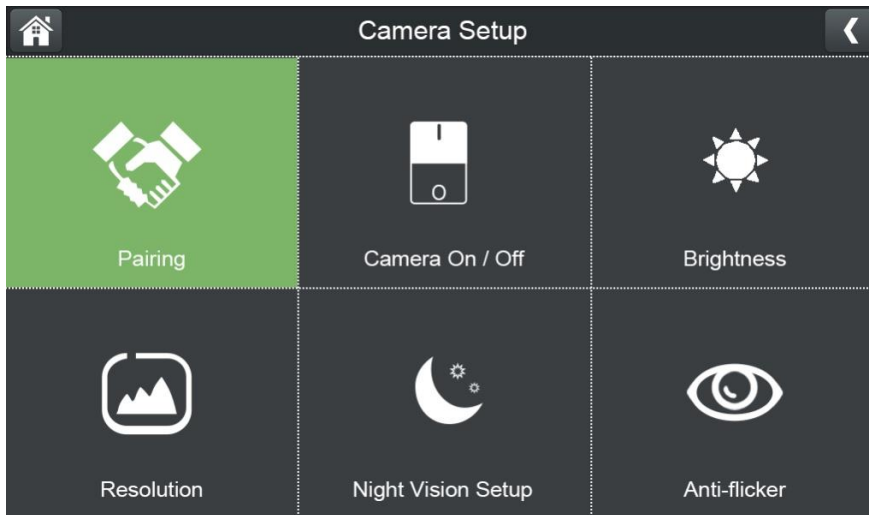 Camera Setup
Pairing
Camera On / Off
Brightness
Resolution
Night Vision Setup
Anti-flicker